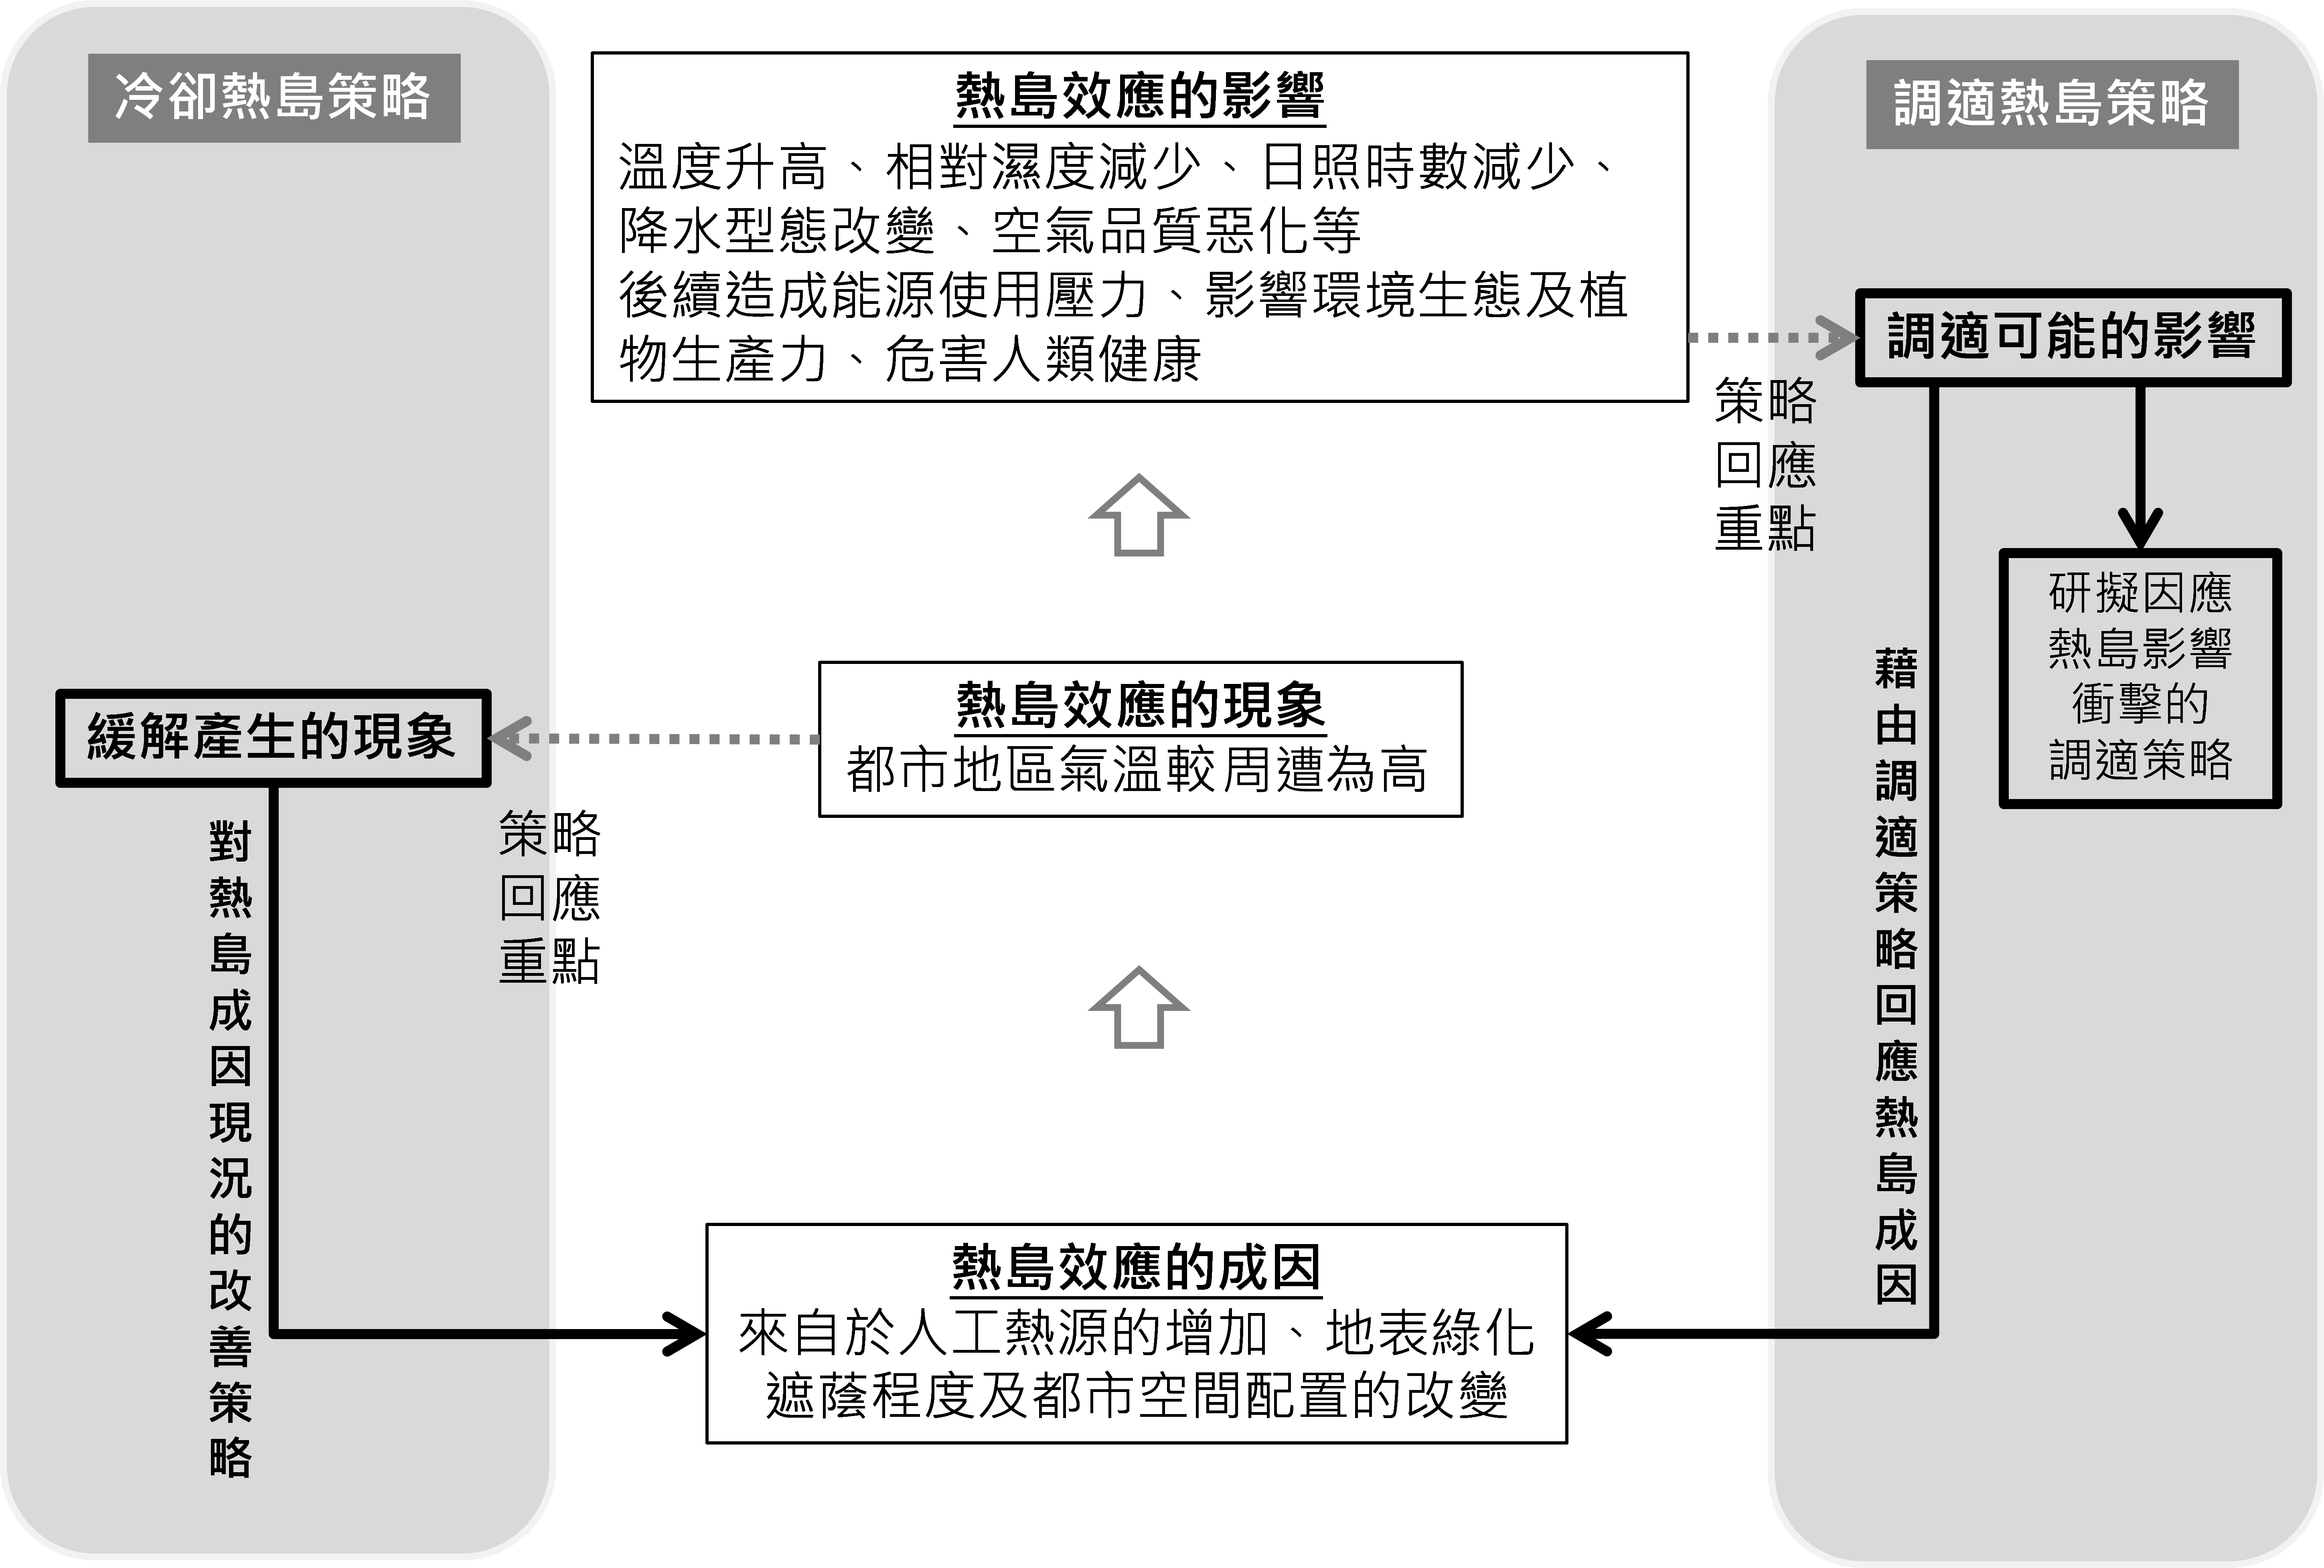 冷卻熱島策略
緩解產生的現象
對熱島成因現況的改善策略
策略
回應
重點
熱島效應的影響
溫度升高、相對濕度減少、日照時數減少、
降水型態改變、空氣品質惡化等
後續造成能源使用壓力、影響環境生態及植
物生產力、危害人類健康
熱島效應的現象
都市地區氣溫較周遭為高
熱島效應的成因
來自於人工熱源的增加、地表綠化
遮蔭程度及都市空間配置的改變
調適熱島策略
調適可能的影響
策略
回應
重點
研擬因應
熱島影響
衝擊的
調適策略
藉由調適策略回應熱島成因